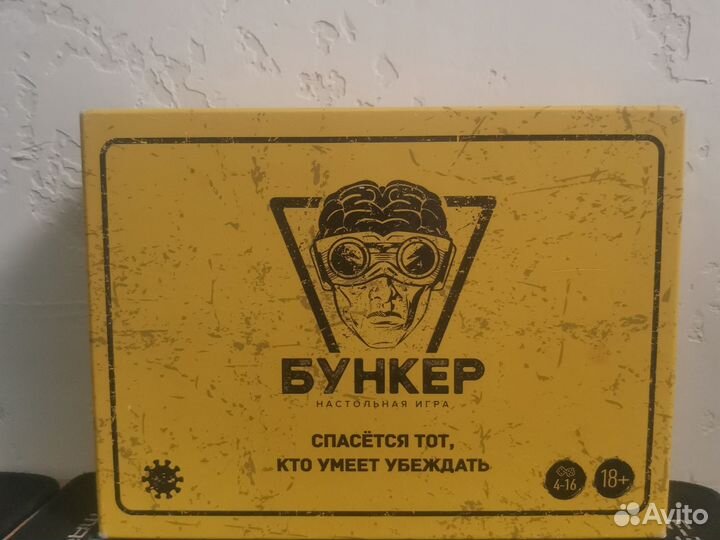 БУНКЕР
НАСТОЛЬНАЯ ИГРА
СПАСЁТСЯ ТОТ,
КТО УМЕЕТ УБЕЖДАТЬ
4-16
18+
Avito